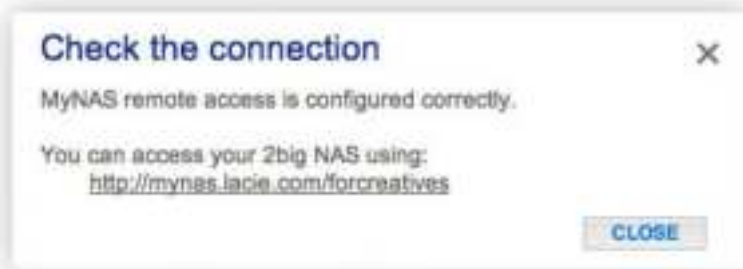 Check the connection
MyNAS remote access is configured correctly.
You can access your 2big NAS using:
http://mynas.lacie.com/forcreatives
CLOSE